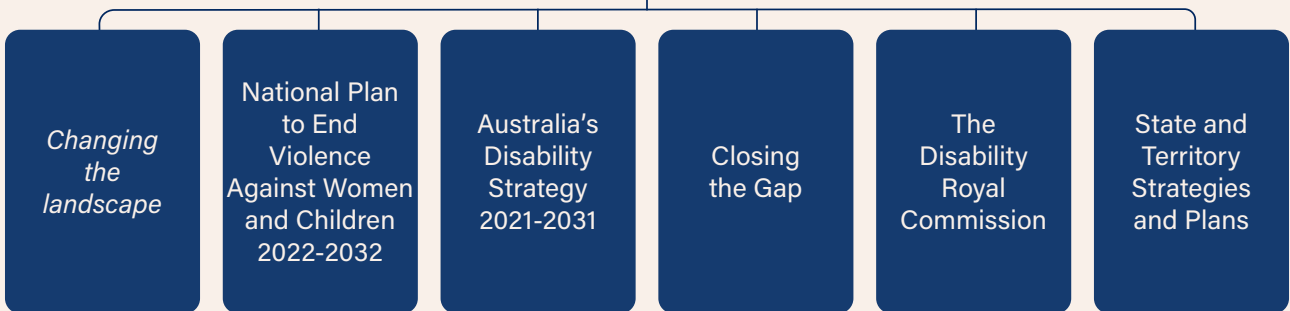 Changing
the
landscape
National Plan
to End
Violence
Against Women
and Children
2022-2032
Australia’s
Disability
Strategy
2021-2031
Closing
the Gap
The
Disability
Royal
Commission
State and
Territory
Strategies
and Plans